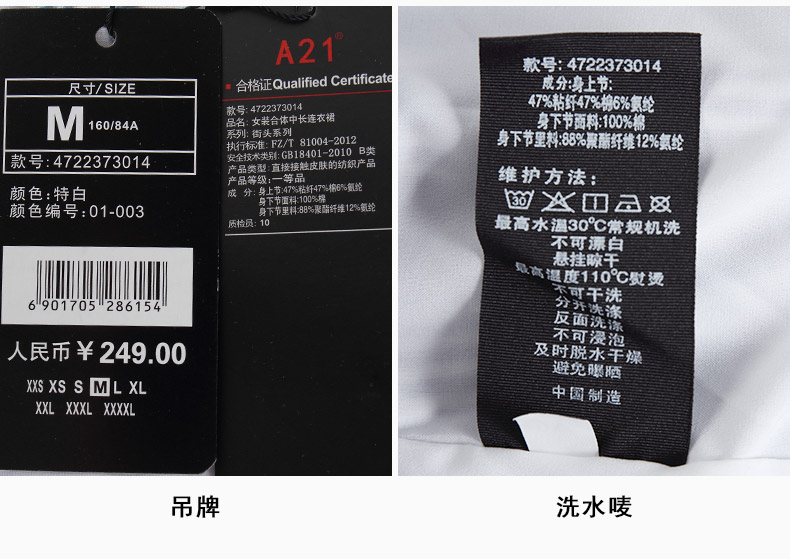 尺寸/SIZE
M 160/84A
款号: 4722373014
颜色: 特白
颜色编号: 01-003
6 901705 286154
人民币 ¥ 249.00
XXS XS S M L XL
XXL XXXL XXXXL
A21®
合格证Qualified Certificate
款号: 4722373014
品名: 女装合体中长连衣裙
系列: 街头系列
执行标准: FZ/T 81004-2012
安全技术类别: GB18401-2010 B类
产品类型: 直接接触皮肤的纺织产品
产品等级: 一等品
成 分: 身上节:47%粘纤47%棉6%氨纶
身下节面料:100%棉
身下节里料:88%聚酯纤维12%氨纶
质检员: 10
吊牌
款号: 4722373014
成分:身上节:
47%粘纤47%棉6%氨纶
身下节面料:100%棉
身下节里料:88%聚酯纤维12%氨纶
维护方法:
30
最高水温30℃常规机洗
不可漂白
悬挂晾干
最高温度110℃熨烫
不可干洗
分开洗涤
反面洗涤
不可浸泡
及时脱水干燥
避免曝晒
中国制造
洗水唛